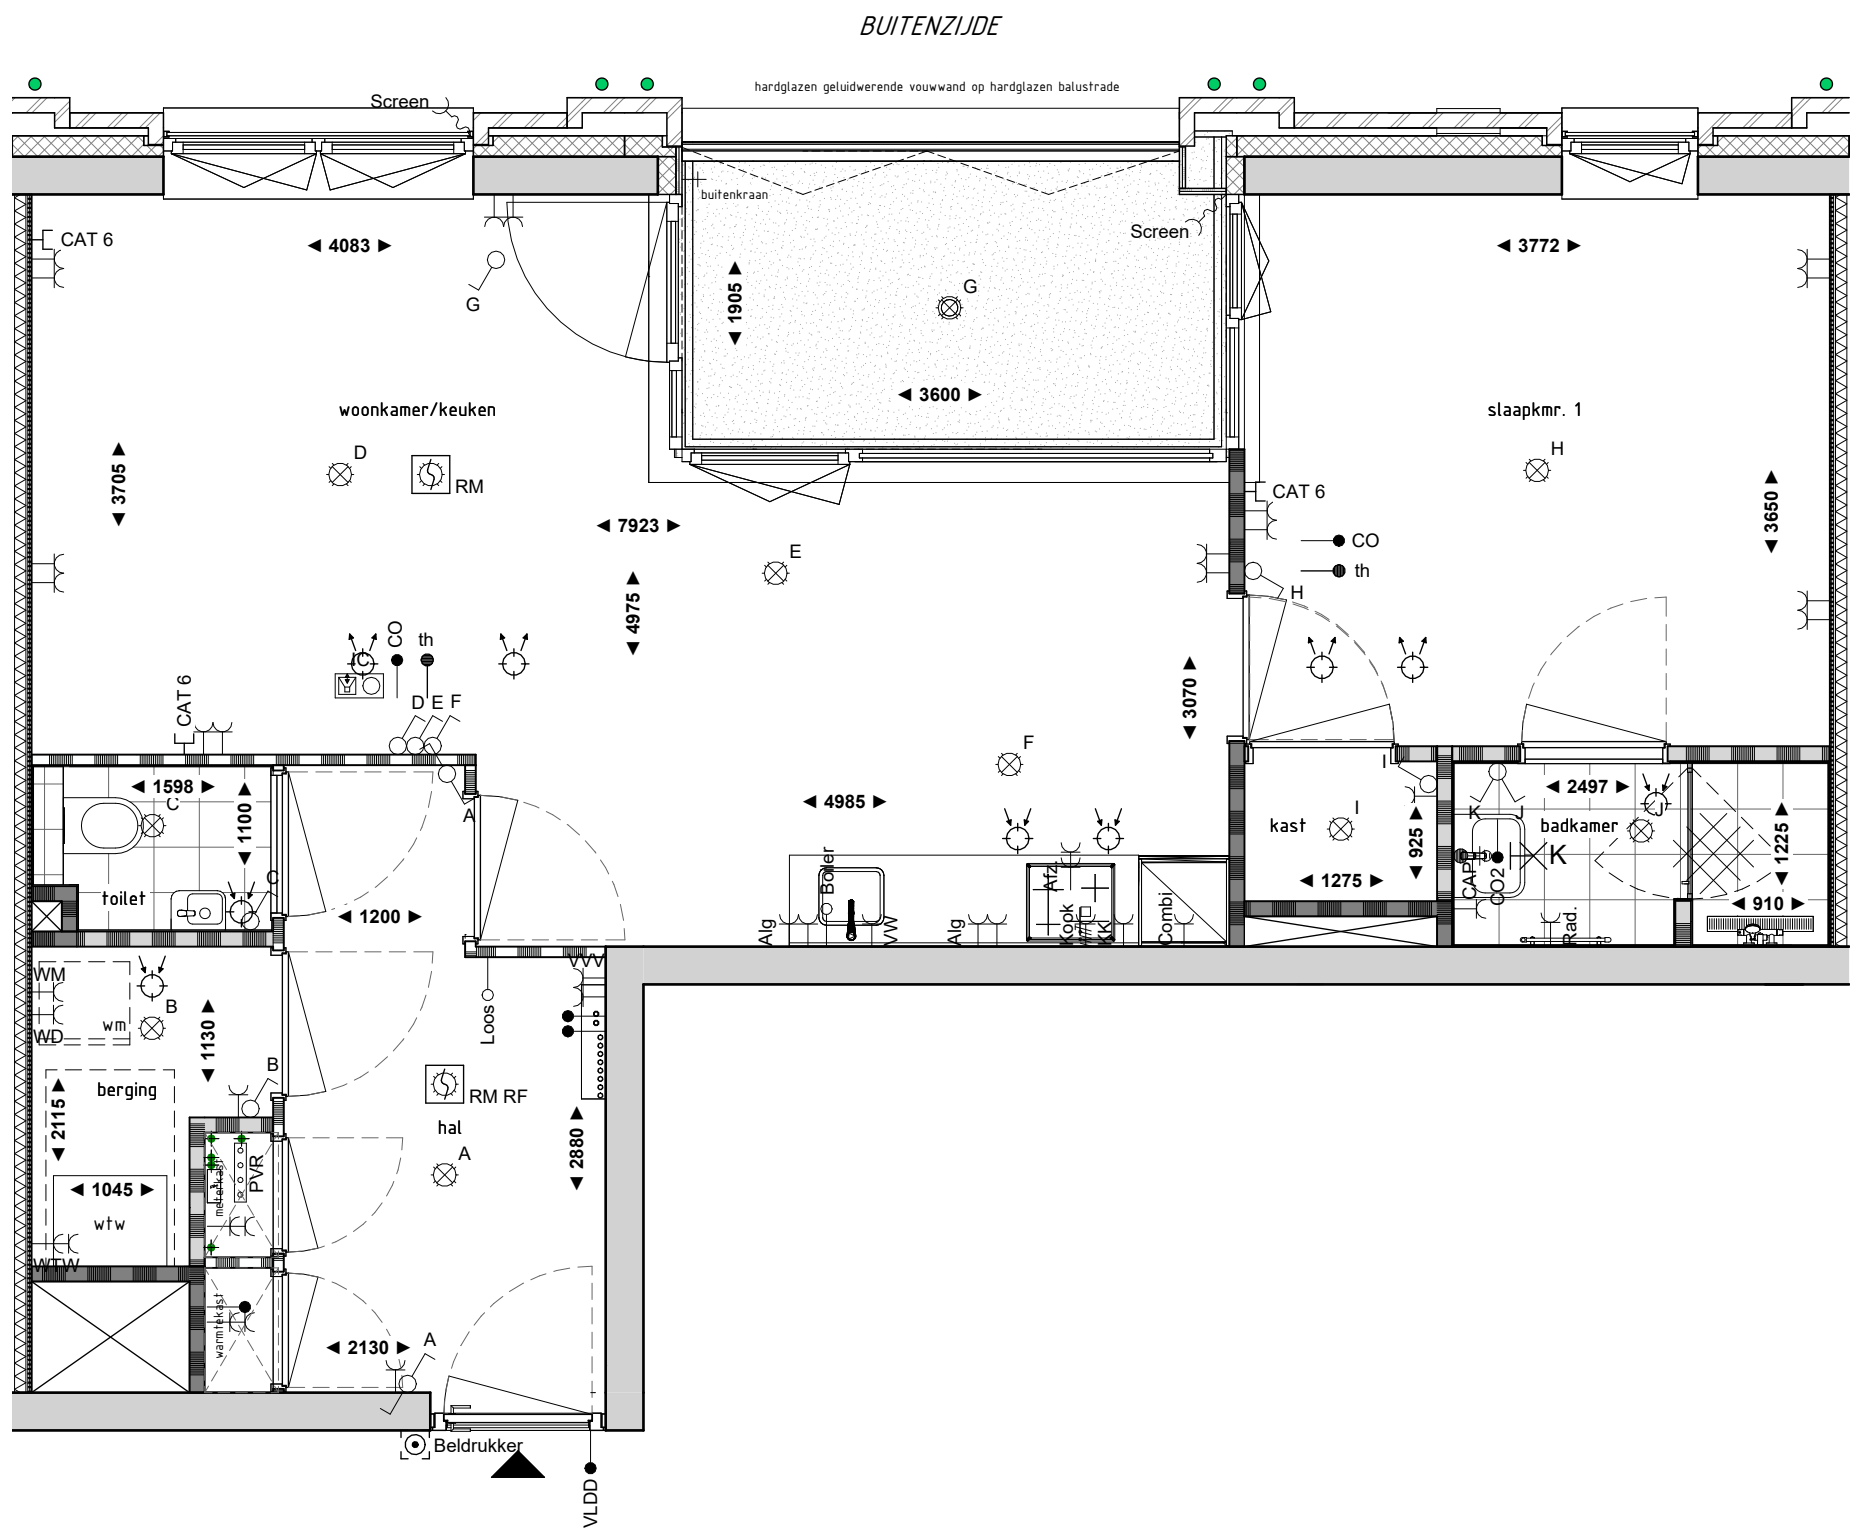 BUITENZIJDE
hardglazen geluidwerende vouwwand op hardglazen balustrade
Screen
buitenkraan
Screen
CAT 6
4083
3772
G
G
1905
3600
woonkamer/keuken
slaapkmr. 1
D
RM
H
3705
3650
CAT 6
7923
E
CO
th
H
4975
CO
th
IC
3070
CAT 6
D E F
F
1598
C
1100
A
4985
I
2497
K
J
J
kast
I
badkamer
925
1225
K
1275
CAP
CO2
910
Rad.
toilet
C
1200
Alg
Boiler
VW
Alg
Afz.
Kook
KK
Combi
WM
B
wm
WD
1130
VVV
Loos
B
berging
2115
RM RF
hal
2880
A
PVR
meterkast
1045
wtw
WTW
warmtekast
2130
A
Beldrukker
VLDD